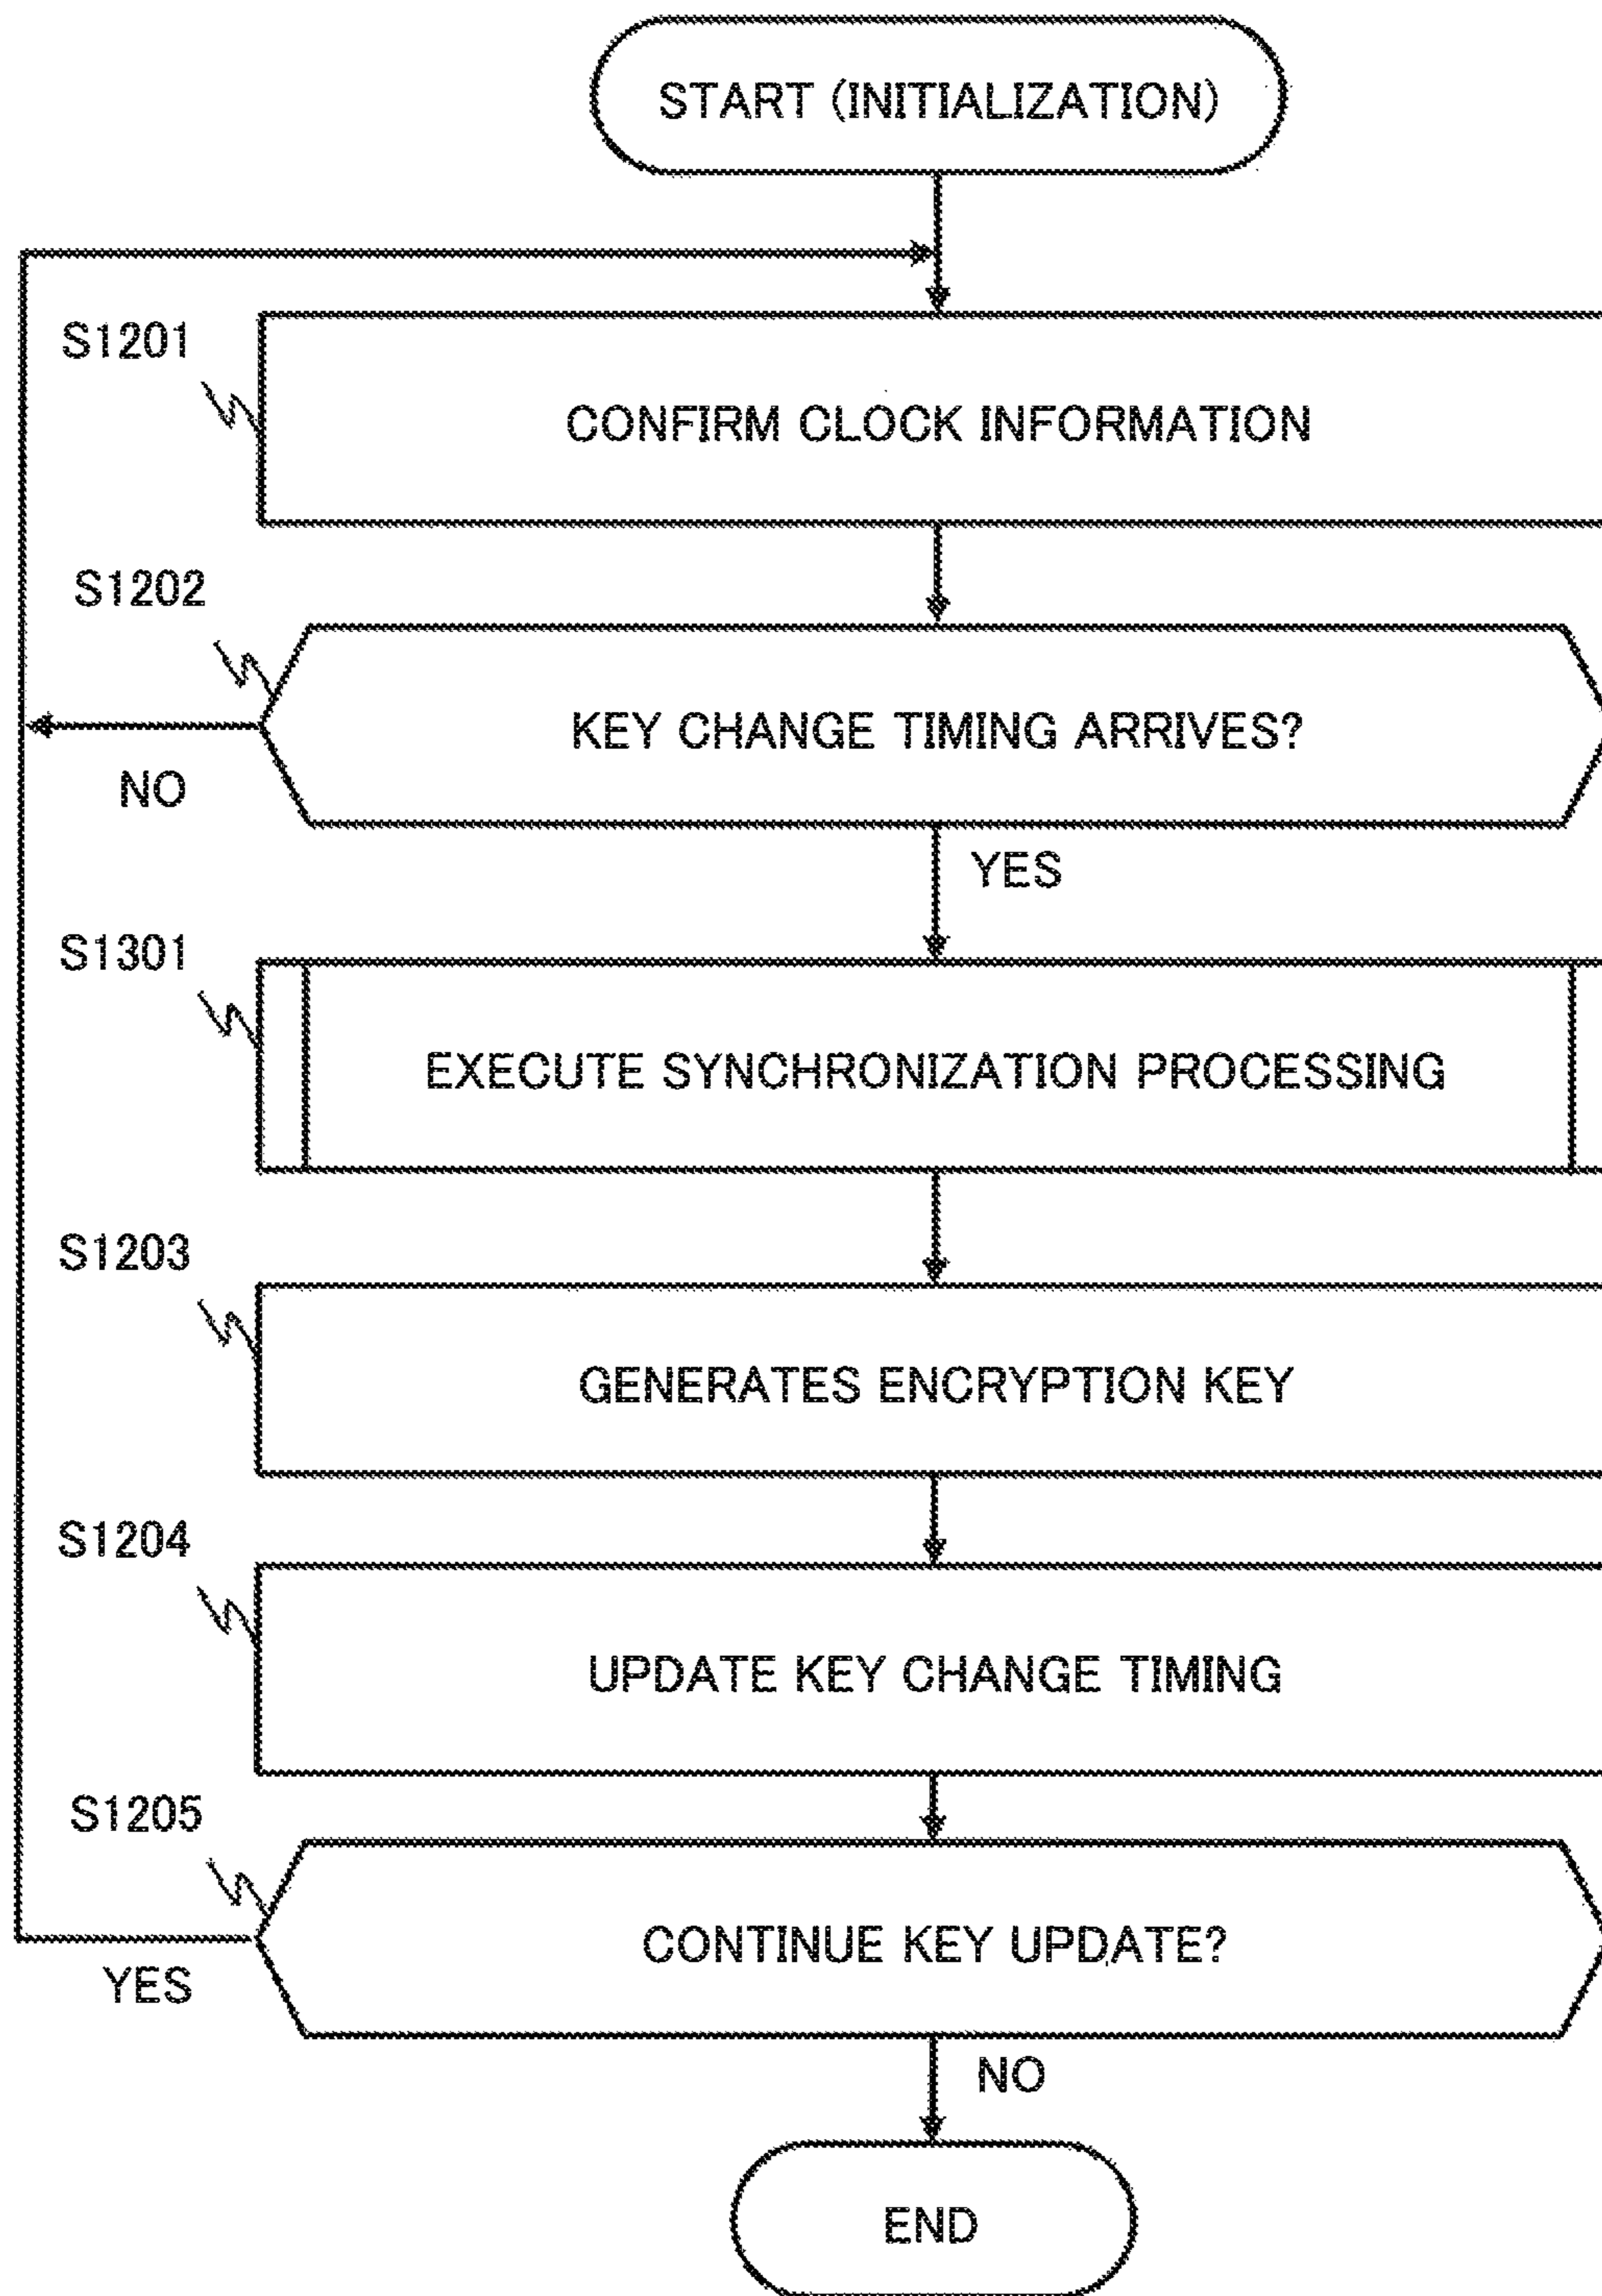 START (INITIALIZATION)
S1201
CONFIRM CLOCK INFORMATION
S1202
KEY CHANGE TIMING ARRIVES?
NO
YES
S1301
EXECUTE SYNCHRONIZATION PROCESSING
S1203
GENERATES ENCRYPTION KEY
S1204
UPDATE KEY CHANGE TIMING
S1205
CONTINUE KEY UPDATE?
YES
NO
END